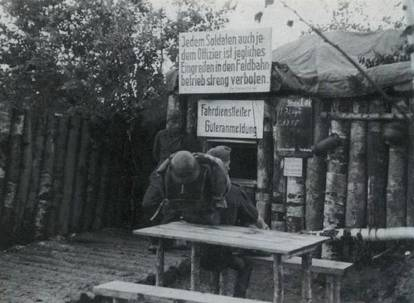 Jedem Soldaten auch je-
dem Offizier ist jegliches
Eingreifen in den Feldbahn
betrieb streng verboten.
Fahrdienstleiter
Güteranmeldung